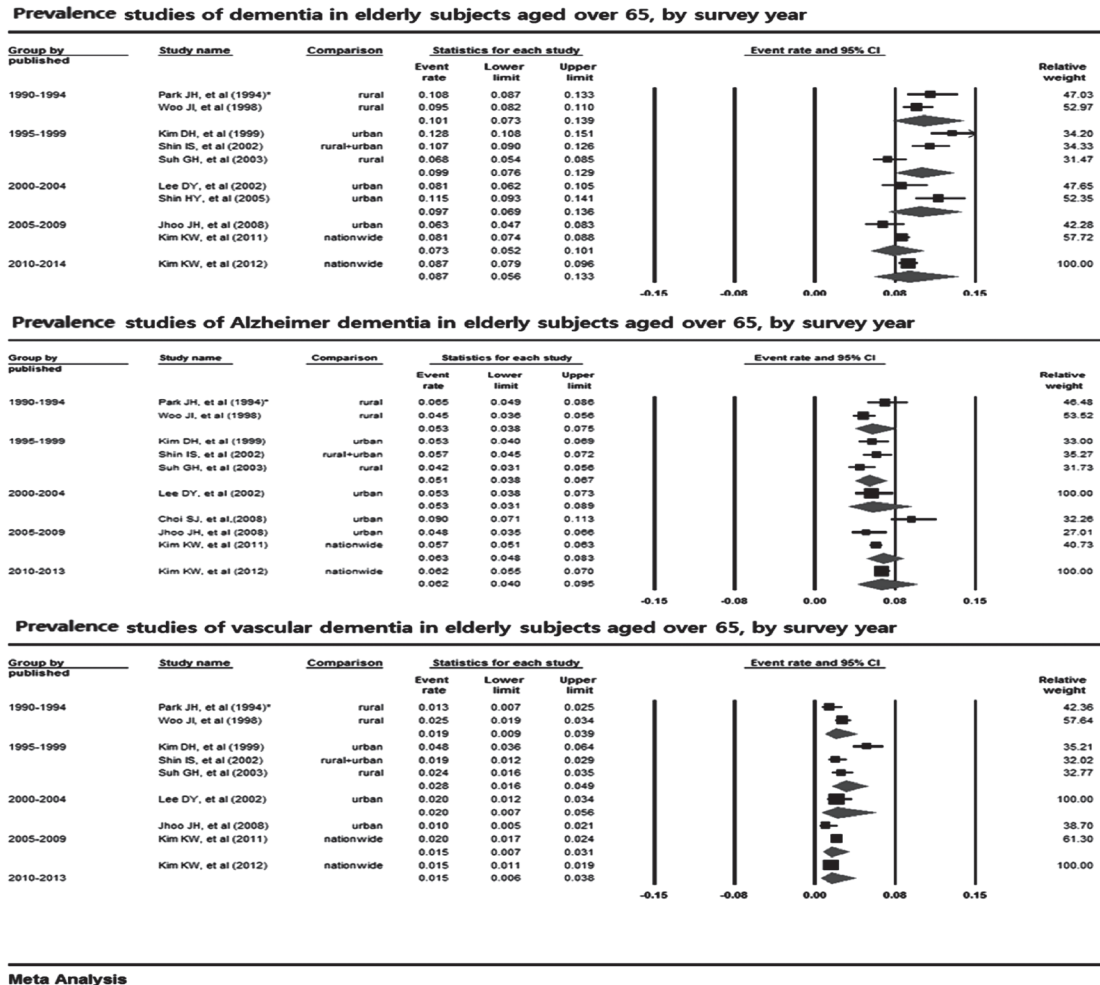 Prevalence studies of dementia in elderly subjects aged over 65, by survey year
Group by published Study name Comparison Statistics for each study Event rate and 95% CI
Event rate Lower limit Upper limit Relative weight
1990-1994 Park JH, et al (1994)* rural 0.108 0.087 0.133 47.03
Woo JI, et al (1998) rural 0.095 0.082 0.110 52.97
0.101 0.073 0.139
1995-1999 Kim DH, et al (1999) urban 0.128 0.108 0.151 34.20
Shin IS, et al (2002) rural+urban 0.107 0.090 0.126 34.33
Suh GH, et al (2003) rural 0.068 0.054 0.085 31.47
0.099 0.076 0.129
2000-2004 Lee DY, et al (2002) urban 0.081 0.062 0.105 47.65
Shin HY, et al (2005) urban 0.115 0.093 0.141 52.35
0.097 0.069 0.136
2005-2009 Jhoo JH, et al (2008) urban 0.063 0.047 0.083 42.28
Kim KW, et al (2011) nationwide 0.081 0.074 0.088 57.72
0.073 0.052 0.101
2010-2014 Kim KW, et al (2012) nationwide 0.087 0.079 0.096 100.00
0.087 0.056 0.133
-0.15 -0.08 0.00 0.08 0.15
Prevalence studies of Alzheimer dementia in elderly subjects aged over 65, by survey year
Group by published Study name Comparison Statistics for each study Event rate and 95% CI
Event rate Lower limit Upper limit Relative weight
1990-1994 Park JH, et al (1994)* rural 0.065 0.049 0.086 46.48
Woo JI, et al (1998) rural 0.045 0.036 0.056 53.52
0.053 0.038 0.075
1995-1999 Kim DH, et al (1999) urban 0.053 0.040 0.069 33.00
Shin IS, et al (2002) rural+urban 0.057 0.045 0.072 35.27
Suh GH, et al (2003) rural 0.042 0.031 0.056 31.73
0.051 0.038 0.067
2000-2004 Lee DY, et al (2002) urban 0.053 0.038 0.073 100.00
0.053 0.031 0.089
Choi SJ, et al,(2008) urban 0.090 0.071 0.113 32.26
2005-2009 Jhoo JH, et al (2008) urban 0.048 0.035 0.066 27.01
Kim KW, et al (2011) nationwide 0.057 0.051 0.063 40.73
0.063 0.048 0.083
2010-2013 Kim KW, et al (2012) nationwide 0.062 0.055 0.070 100.00
0.062 0.040 0.095
-0.15 -0.08 0.00 0.08 0.15
Prevalence studies of vascular dementia in elderly subjects aged over 65, by survey year
Group by published Study name Comparison Statistics for each study Event rate and 95% CI
Event rate Lower limit Upper limit Relative weight
1990-1994 Park JH, et al (1994)* rural 0.013 0.007 0.025 42.36
Woo JI, et al (1998) rural 0.025 0.019 0.034 57.64
0.019 0.009 0.039
1995-1999 Kim DH, et al (1999) urban 0.048 0.036 0.064 35.21
Shin IS, et al (2002) rural+urban 0.019 0.012 0.029 32.02
Suh GH, et al (2003) rural 0.024 0.016 0.035 32.77
0.028 0.016 0.049
2000-2004 Lee DY, et al (2002) urban 0.020 0.012 0.034 100.00
0.020 0.007 0.056
Jhoo JH, et al (2008) urban 0.010 0.005 0.021 38.70
2005-2009 Kim KW, et al (2011) nationwide 0.020 0.017 0.024 61.30
0.015 0.007 0.031
Kim KW, et al (2012) nationwide 0.015 0.011 0.019 100.00
2010-2013 0.015 0.006 0.038
-0.15 -0.08 0.00 0.08 0.15
Meta Analysis